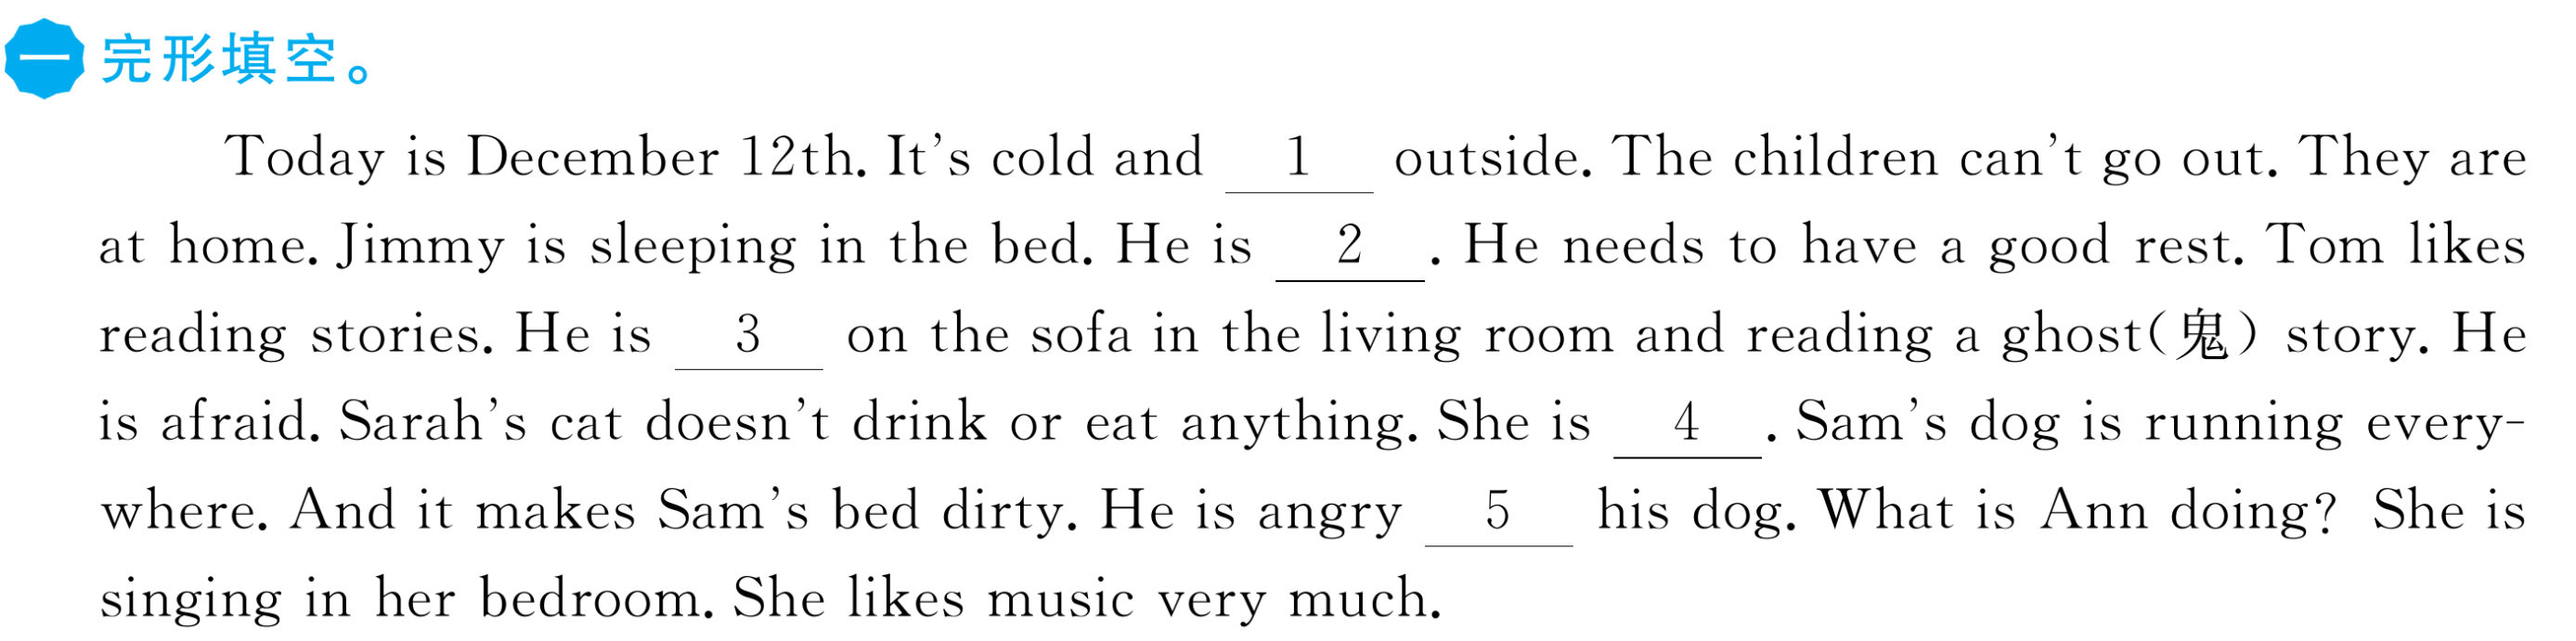 一 完形填空。
Today is December 12th. It's cold and 1 outside. The children can't go out. They are
at home. Jimmy is sleeping in the bed. He is 2 . He needs to have a good rest. Tom likes
reading stories. He is 3 on the sofa in the living room and reading a ghost(鬼) story. He
is afraid. Sarah's cat doesn't drink or eat anything. She is 4 . Sam's dog is running every-
where. And it makes Sam's bed dirty. He is angry 5 his dog. What is Ann doing? She is
singing in her bedroom. She likes music very much.